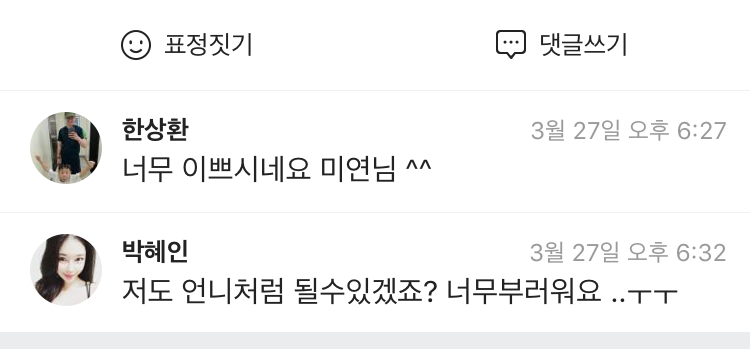 표정짓기 댓글쓰기
한상환 3월 27일 오후 6:27
너무 이쁘시네요 미연님 ^^
박혜인 3월 27일 오후 6:32
저도 언니처럼 될수있겠죠? 너무부러워요 ..ㅜㅜ